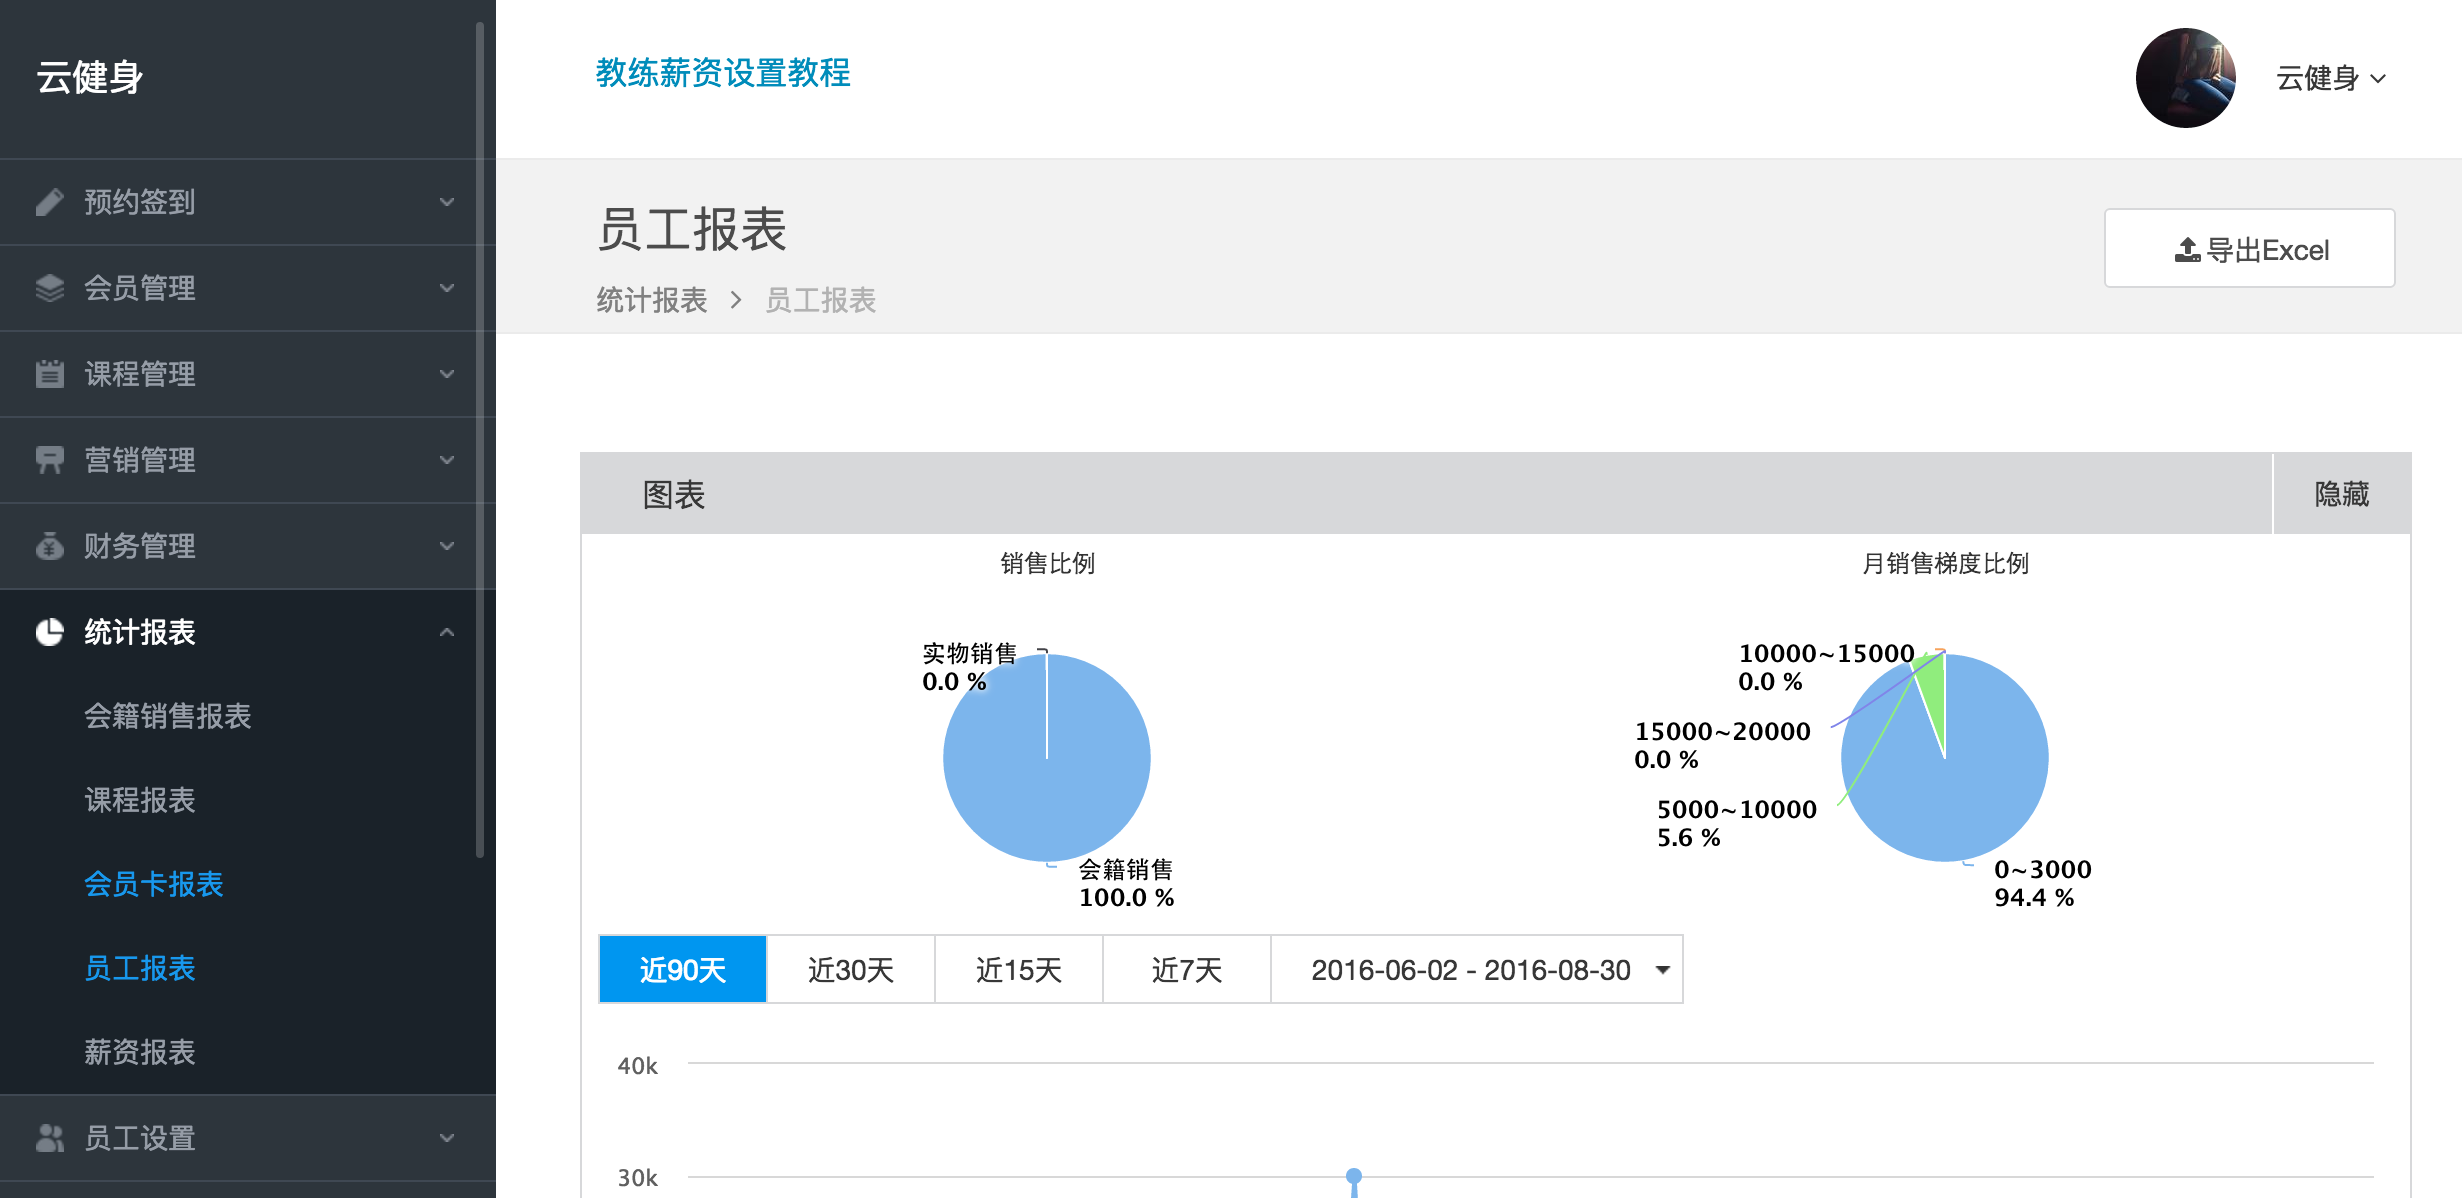 云健身
教练薪资设置教程
云健身
预约签到
会员管理
课程管理
营销管理
财务管理
统计报表
会籍销售报表
课程报表
会员卡报表
员工报表
薪资报表
员工设置
员工报表
导出Excel
统计报表 > 员工报表
图表
隐藏
销售比例
月销售梯度比例
实物销售
0.0 %
会籍销售
100.0 %
10000~15000
0.0 %
15000~20000
0.0 %
5000~10000
5.6 %
0~3000
94.4 %
近90天
近30天
近15天
近7天
2016-06-02 - 2016-08-30
40k
30k